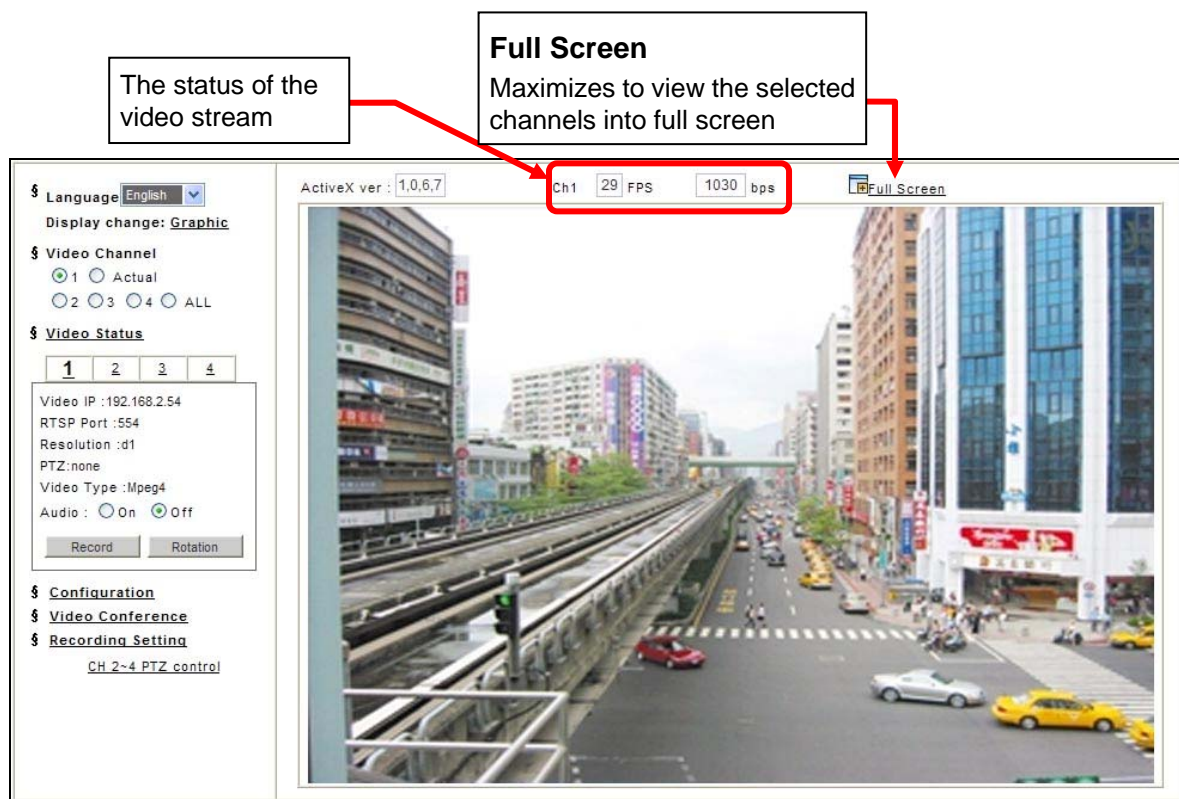 Full Screen
Maximizes to view the selected
channels into full screen
The status of the
video stream
§ Language English
Display change: Graphic
§ Video Channel
1 Actual
2 3 4 ALL
§ Video Status
1 2 3 4
Video IP :192.168.2.54
RTSP Port :554
Resolution :d1
PTZ:none
Video Type :Mpeg4
Audio : On Off
Record Rotation
§ Configuration
§ Video Conference
§ Recording Setting
CH 2~4 PTZ control
ActiveX ver : 1,0,6,7 Ch1 29 FPS 1030 bps Full Screen